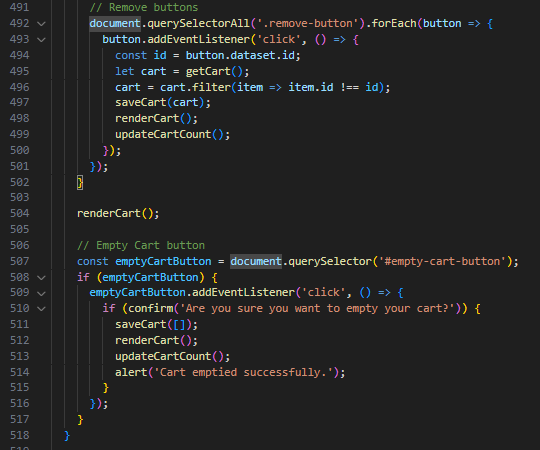 491 // Remove buttons
492 document.querySelectorAll('.remove-button').forEach(button => {
493 button.addEventListener('click', () => {
494 const id = button.dataset.id;
495 let cart = getCart();
496 cart = cart.filter(item => item.id !== id);
497 saveCart(cart);
498 renderCart();
499 updateCartCount();
500 });
501 });
502 }
503
504 renderCart();
505
506 // Empty Cart button
507 const emptyCartButton = document.querySelector('#empty-cart-button');
508 if (emptyCartButton) {
509 emptyCartButton.addEventListener('click', () => {
510 if (confirm('Are you sure you want to empty your cart?')) {
511 saveCart([]);
512 renderCart();
513 updateCartCount();
514 alert('Cart emptied successfully.');
515 }
516 });
517 }
518 }